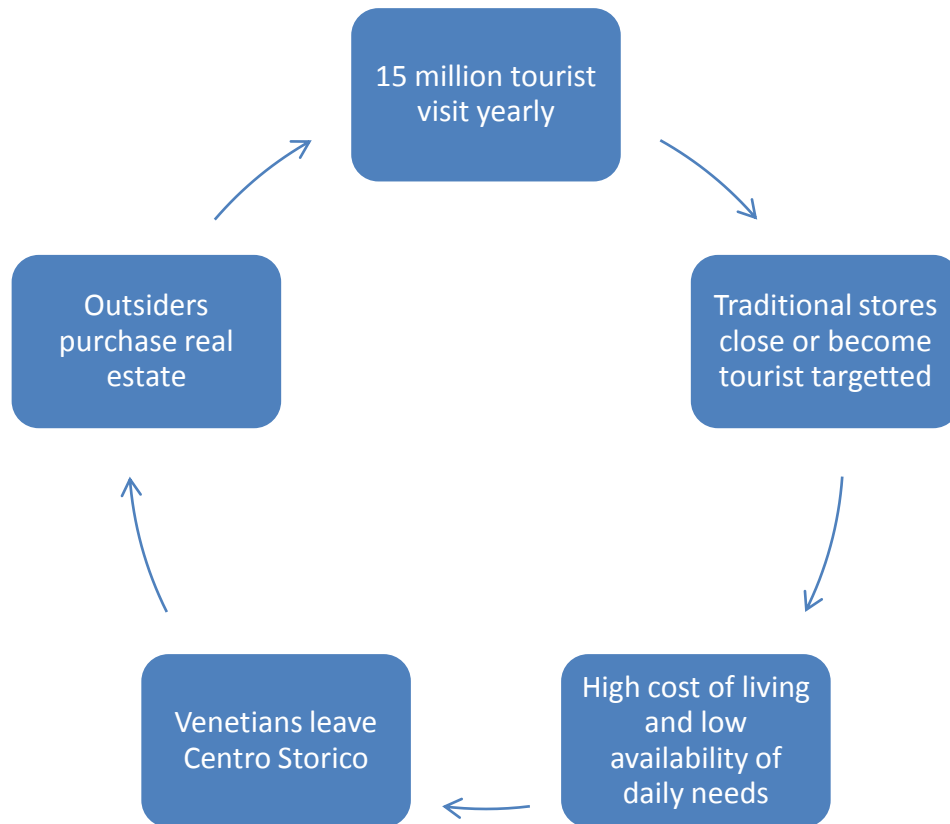 15 million tourist
visit yearly
Traditional stores
close or become
tourist targetted
High cost of living
and low
availability of
daily needs
Venetians leave
Centro Storico
Outsiders
purchase real
estate